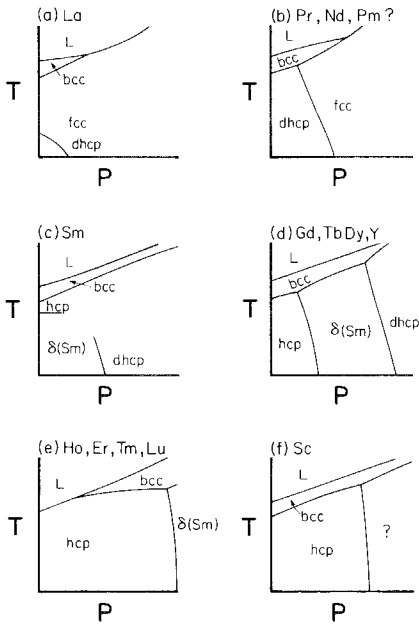 (a) La
L
bcc
fcc
dhcp
T
P
(b) Pr, Nd, Pm ?
L
bcc
dhcp
fcc
T
P
(c) Sm
L
bcc
hcp
δ(Sm)
dhcp
T
P
(d) Gd, Tb Dy, Y
L
bcc
hcp
δ(Sm)
dhcp
T
P
(e) Ho, Er, Tm, Lu
L
bcc
hcp
δ(Sm)
T
P
(f) Sc
L
bcc
hcp
?
T
P